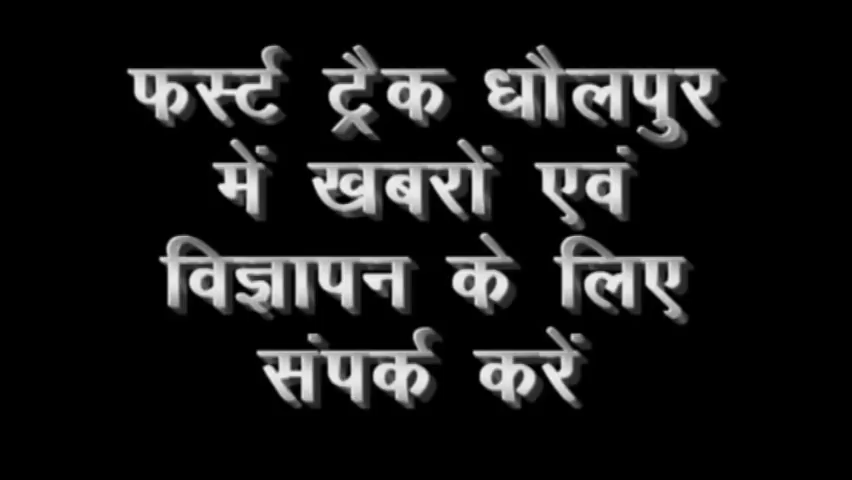 फर्स्ट ट्रैक धौलपुर
में खबरों एवं
विज्ञापन के लिए
संपर्क करें